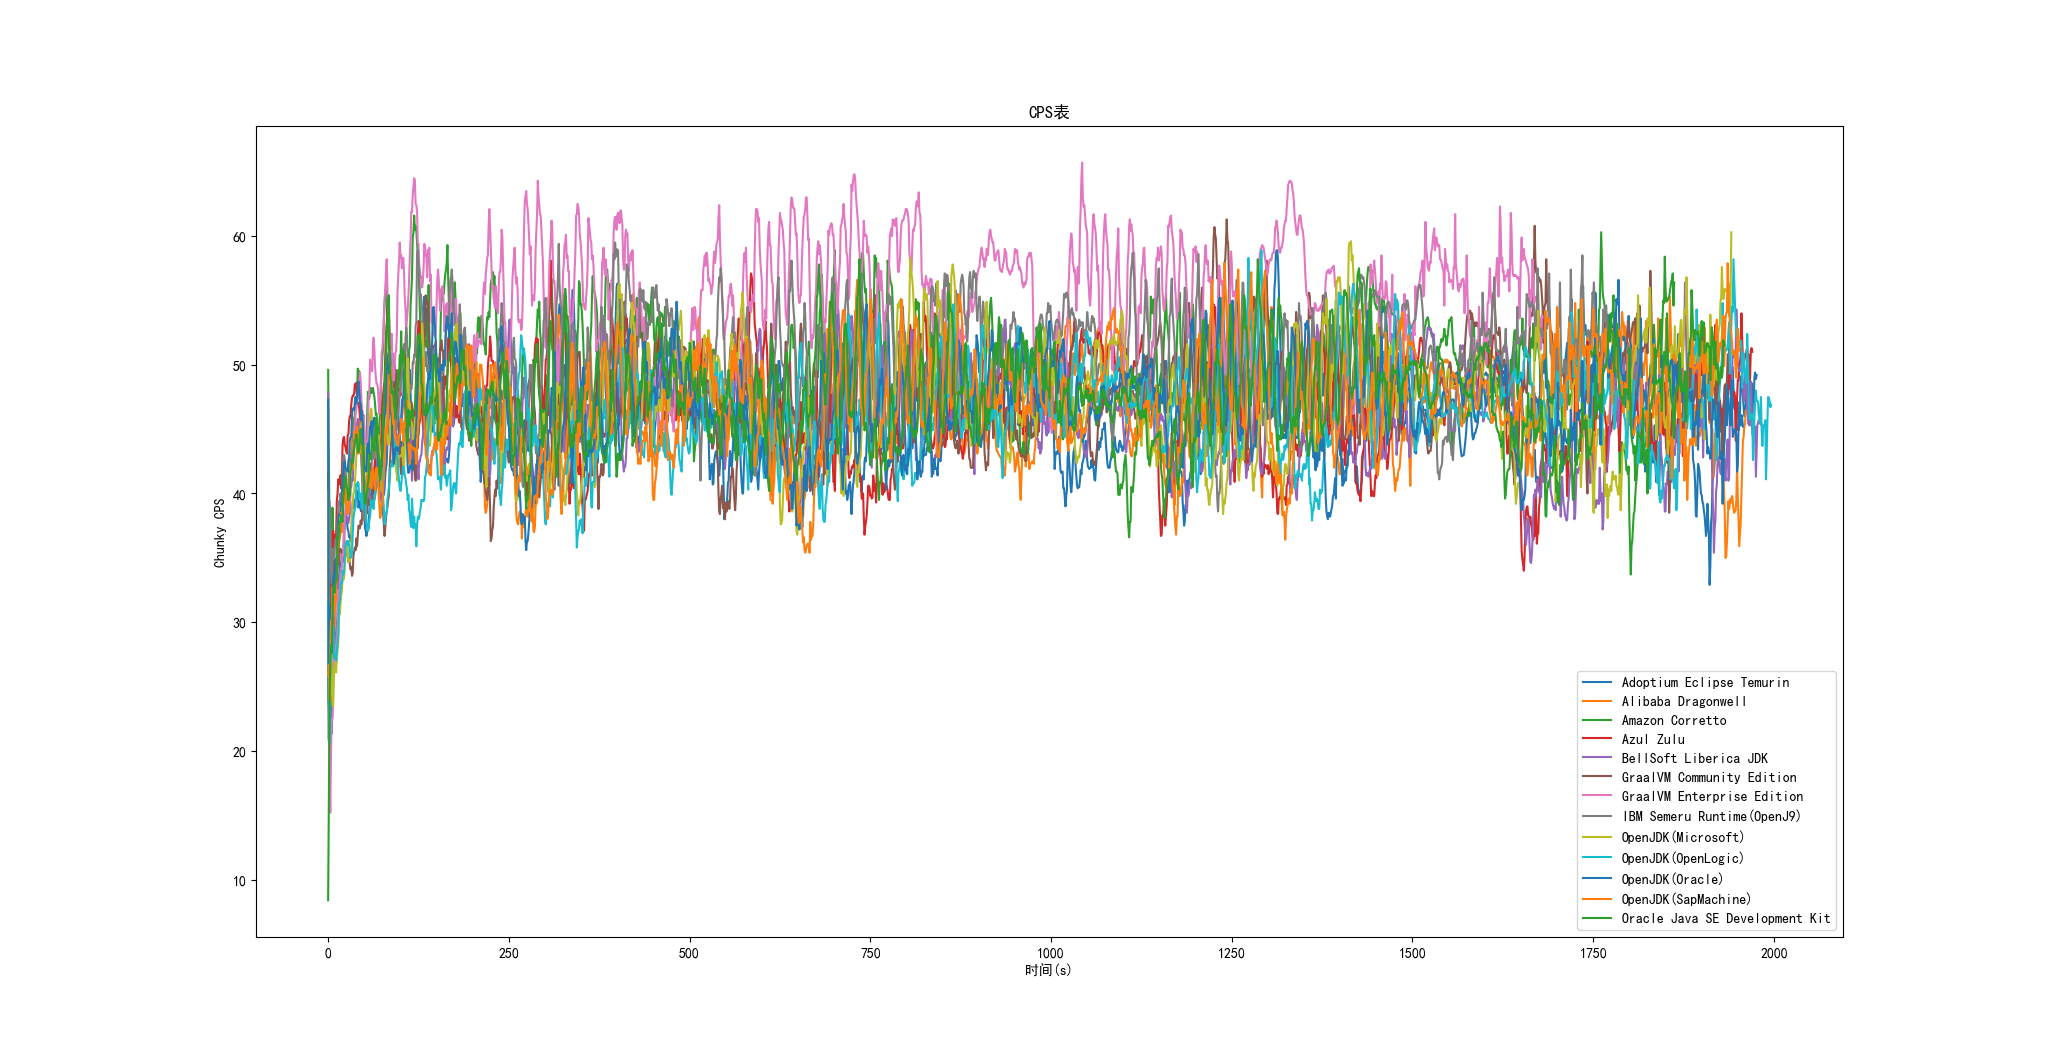 CPS表
Chunky CPS
60
50
40
30
20
10
0 250 500 750 1000 1250 1500 1750 2000
时间(s)
Adoptium Eclipse Temurin
Alibaba Dragonwell
Amazon Corretto
Azul Zulu
BellSoft Liberica JDK
GraalVM Community Edition
GraalVM Enterprise Edition
IBM Semeru Runtime(OpenJ9)
OpenJDK(Microsoft)
OpenJDK(OpenLogic)
OpenJDK(Oracle)
OpenJDK(SapMachine)
Oracle Java SE Development Kit